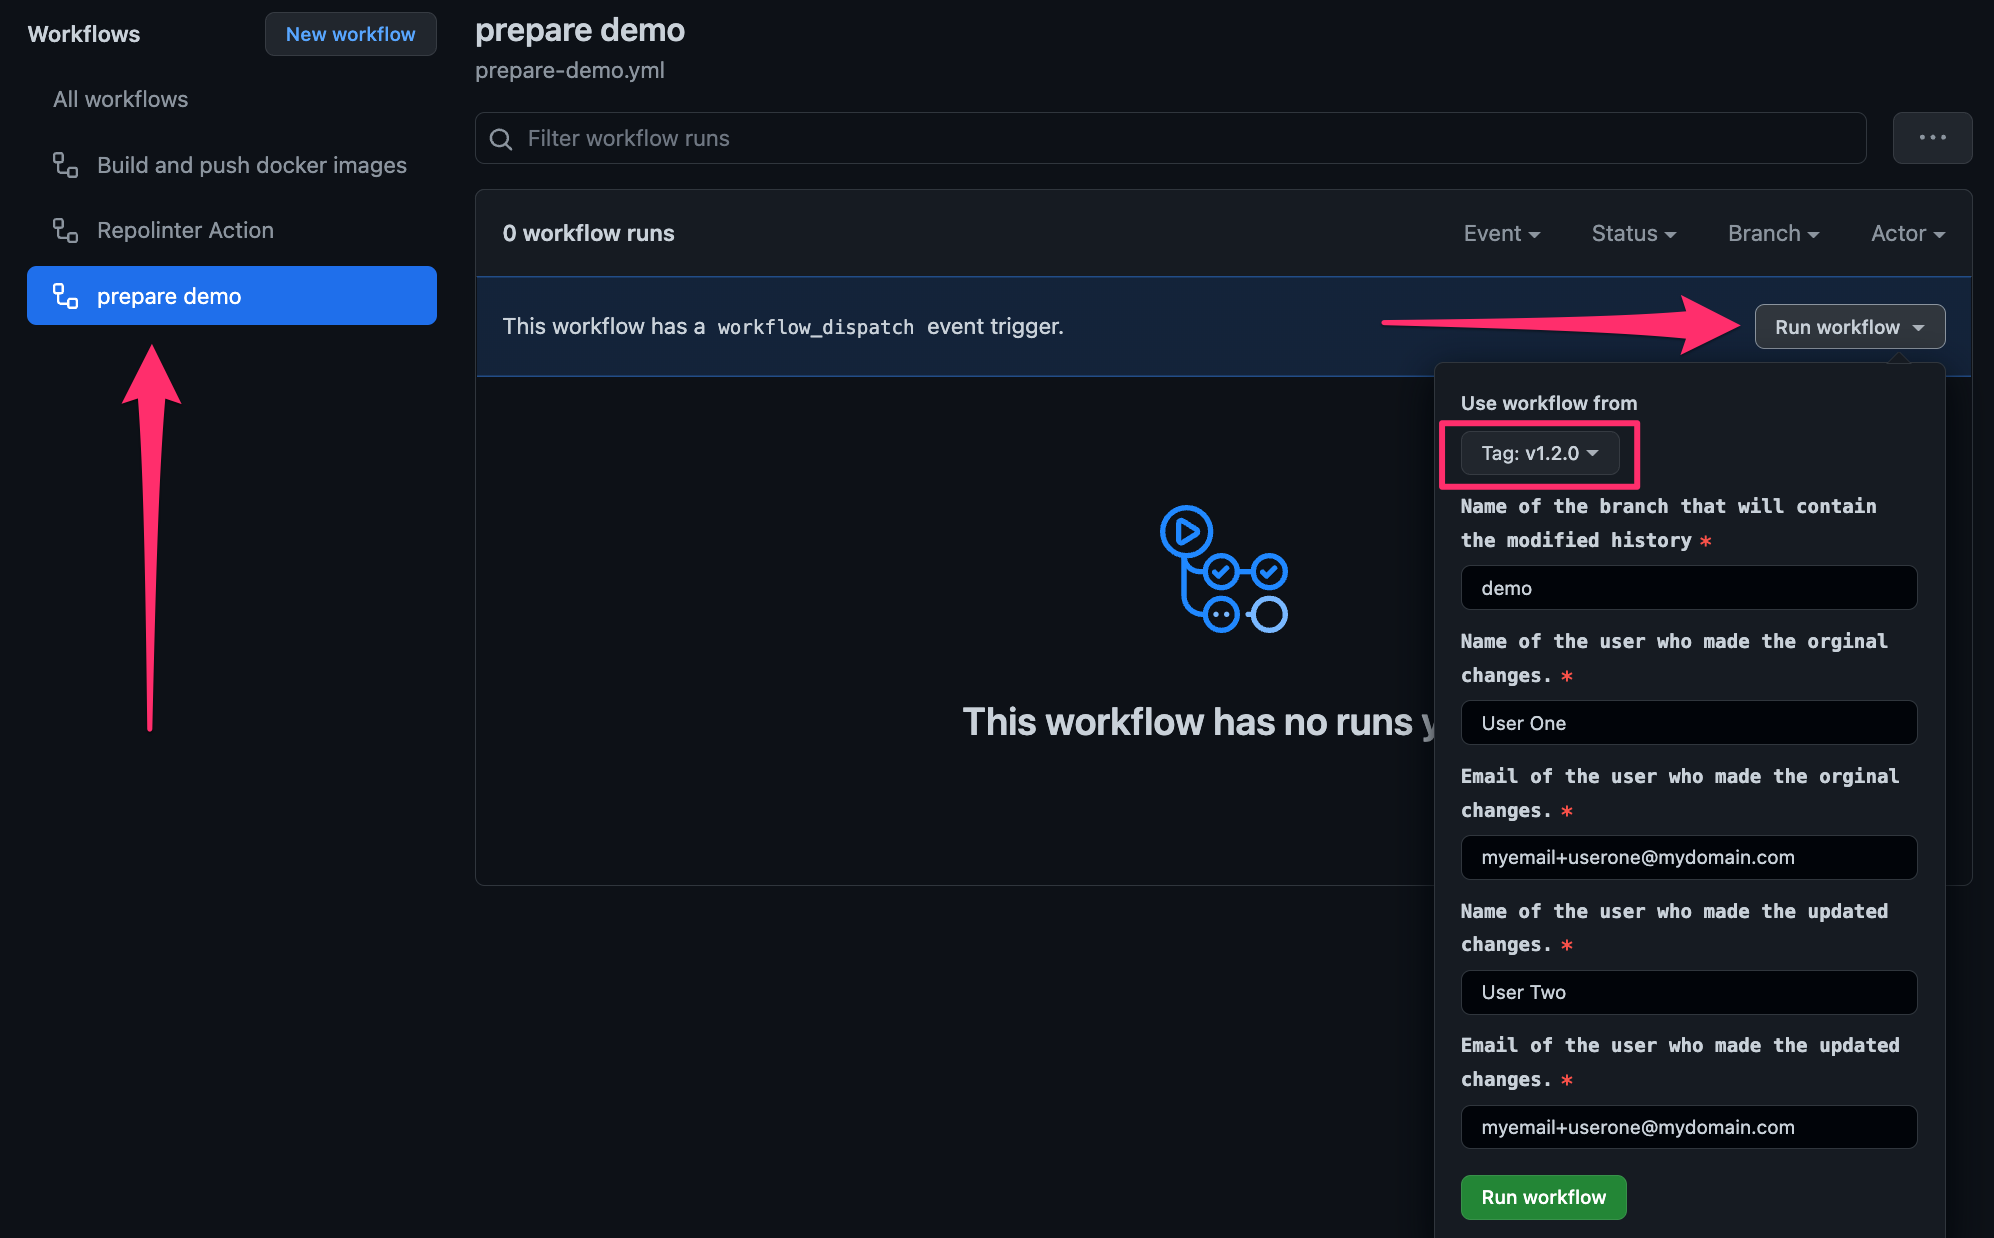 Workflows
New workflow
All workflows
Build and push docker images
Repolinter Action
prepare demo
prepare demo
prepare-demo.yml
Filter workflow runs
0 workflow runs
Event
Status
Branch
Actor
This workflow has a workflow_dispatch event trigger.
Run workflow
This workflow has no runs
Use workflow from
Tag: v1.2.0
Name of the branch that will contain
the modified history *
demo
Name of the user who made the orginal
changes. *
User One
Email of the user who made the orginal
changes. *
myemail+userone@mydomain.com
Name of the user who made the updated
changes. *
User Two
Email of the user who made the updated
changes. *
myemail+userone@mydomain.com
Run workflow